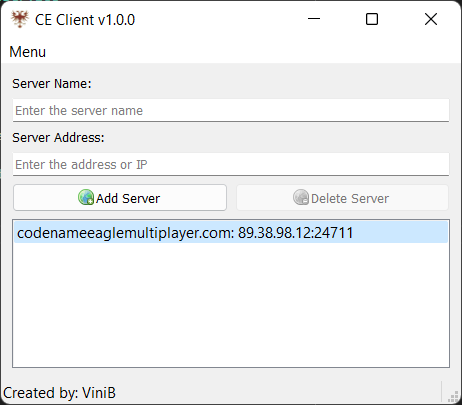 CE Client v1.0.0
Menu
Server Name:
Enter the server name
Server Address:
Enter the address or IP
Add Server Delete Server
codenameeaglemultiplayer.com: 89.38.98.12:24711
Created by: ViniB